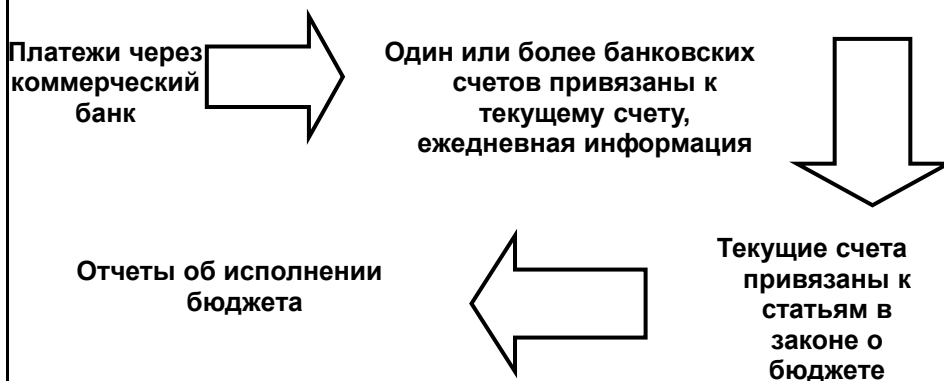 Платежи через
коммерческий
банк
Один или более банковских
счетов привязаны к
текущему счету,
ежедневная информация
Текущие счета
привязаны к
статьям в
законе о
бюджете
Отчеты об исполнении
бюджета